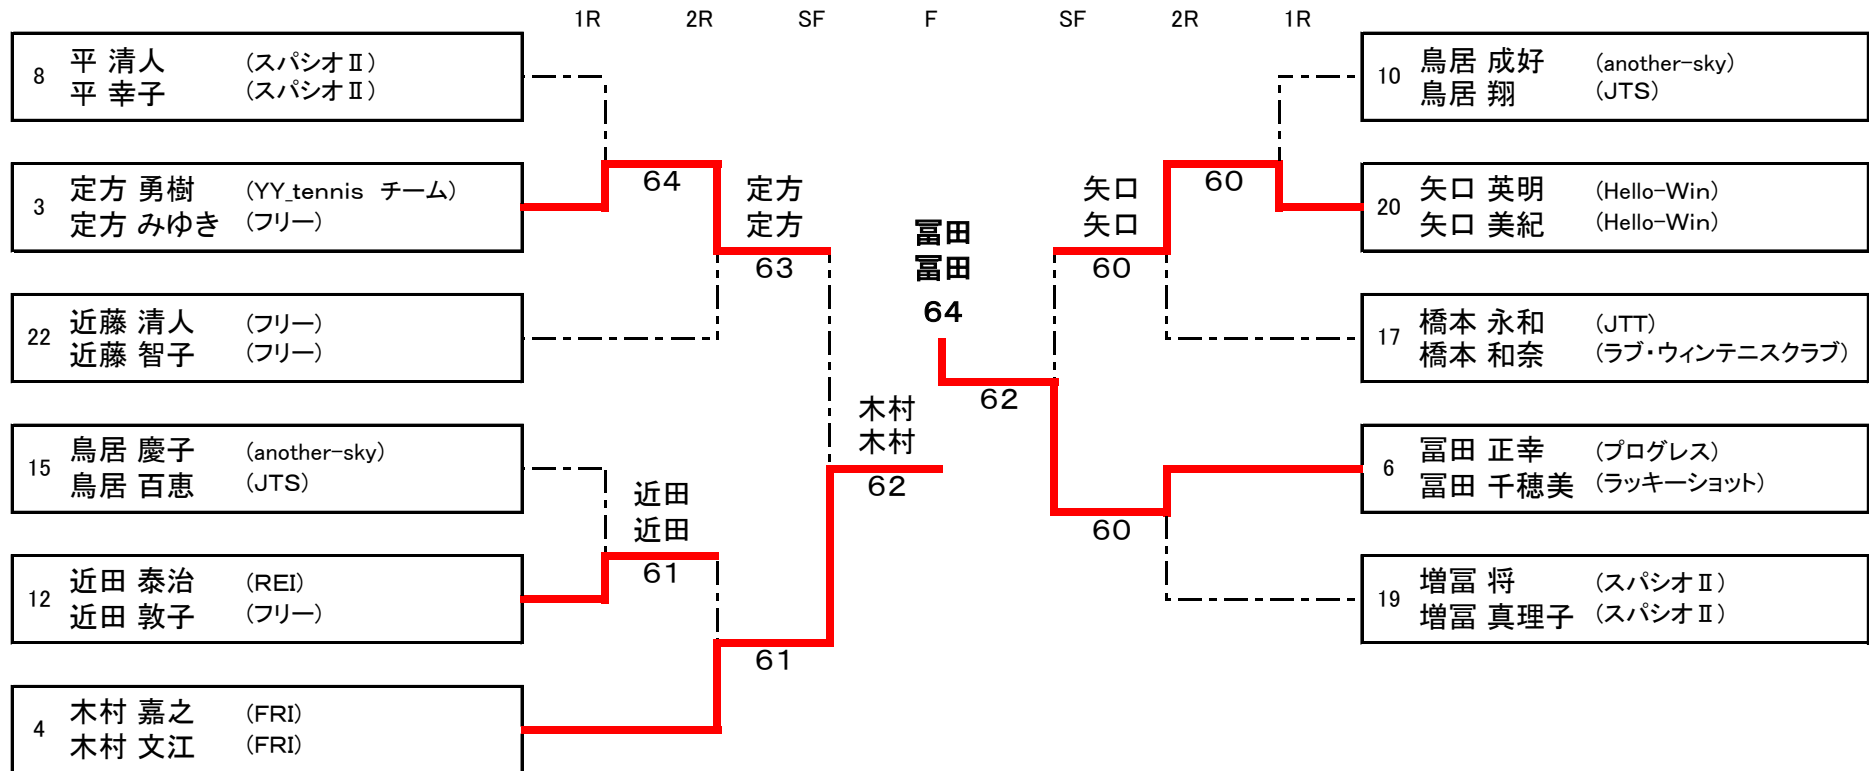 1R 2R SF F SF 2R 1R
8 平 清人 (スパシオⅡ)
平 幸子 (スパシオⅡ)
3 定方 勇樹 (YY_tennis チーム)
定方 みゆき (フリー)
22 近藤 清人 (フリー)
近藤 智子 (フリー)
15 鳥居 慶子 (another-sky)
鳥居 百恵 (JTS)
12 近田 泰治 (REI)
近田 敦子 (フリー)
4 木村 嘉之 (FRI)
木村 文江 (FRI)
64
定方
定方
63
近田
近田
61
61
木村
木村
62
冨田
冨田
64
62
矢口
矢口
60
60
60
10 鳥居 成好 (another-sky)
鳥居 翔 (JTS)
20 矢口 英明 (Hello-Win)
矢口 美紀 (Hello-Win)
17 橋本 永和 (JTT)
橋本 和奈 (ラブ・ウィンテニスクラブ)
6 冨田 正幸 (プログレス)
冨田 千穂美 (ラッキーショット)
19 増冨 将 (スパシオⅡ)
増冨 真理子 (スパシオⅡ)